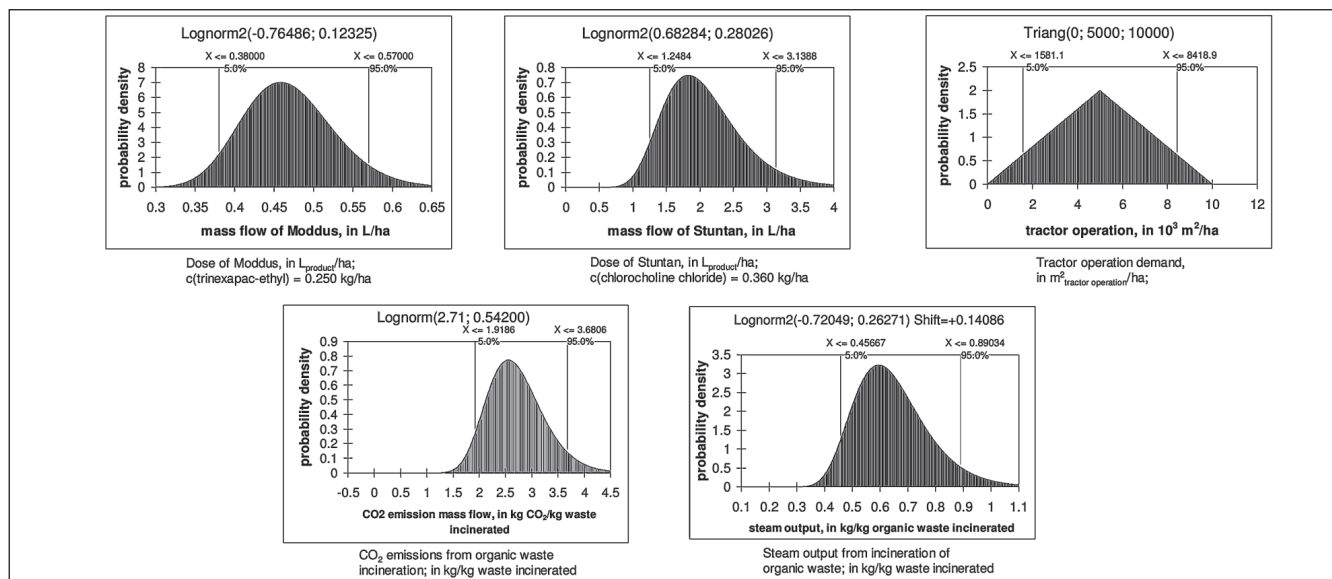 Lognorm2(-0.76486; 0.12325)
X <= 0.38000 X <= 0.57000
5.0% 95.0%
probability density
8
7
6
5
4
3
2
1
0
0.3 0.35 0.4 0.45 0.5 0.55 0.6 0.65
mass flow of Moddus, in L/ha
Dose of Moddus, in Lproduct/ha;
c(trinexapac-ethyl) = 0.250 kg/ha
Lognorm2(0.68284; 0.28026)
X <= 1.2484 X <= 3.1388
5.0% 95.0%
probability density
0.8
0.7
0.6
0.5
0.4
0.3
0.2
0.1
0
0 0.5 1 1.5 2 2.5 3 3.5 4
mass flow of Stuntan, in L/ha
Dose of Stuntan, in Lproduct/ha;
c(chlorocholine chloride) = 0.360 kg/ha
Triang(0; 5000; 10000)
X <= 1581.1 X <= 8418.9
5.0% 95.0%
probability density
2.5
2
1.5
1
0.5
0
0 2 4 6 8 10 12
tractor operation, in 10³ m²/ha
Tractor operation demand,
in m²tractor operation/ha;
Lognorm(2.71; 0.54200)
X <= 1.9186 X <= 3.6806
5.0% 95.0%
probability density
0.9
0.8
0.7
0.6
0.5
0.4
0.3
0.2
0.1
0
-0.5 0 0.5 1 1.5 2 2.5 3 3.5 4 4.5
CO2 emission mass flow, in kg CO₂/kg waste
incinerated
CO₂ emissions from organic waste
incineration; in kg/kg waste incinerated
Lognorm2(-0.72049; 0.26271) Shift=+0.14086
X <= 0.45667 X <= 0.89034
5.0% 95.0%
probability density
3.5
3
2.5
2
1.5
1
0.5
0
0.1 0.2 0.3 0.4 0.5 0.6 0.7 0.8 0.9 1 1.1
steam output, in kg/kg organic waste incinerated
Steam output from incineration of
organic waste; in kg/kg waste incinerated